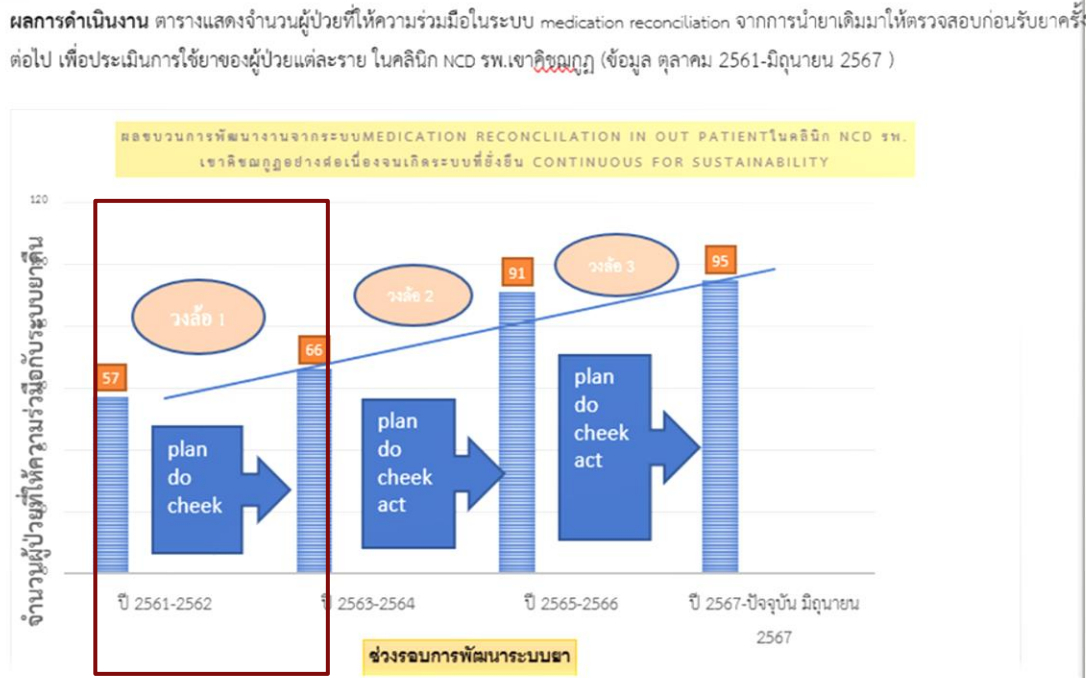 ผลการดำเนินงาน ตารางแสดงจำนวนผู้ป่วยที่ให้ความร่วมมือในระบบ medication reconciliation จากการนำยาเดิมมาให้ตรวจสอบก่อนรับยาครั้ง
ต่อไป เพื่อประเมินการใช้ยาของผู้ป่วยแต่ละราย ในคลินิก NCD รพ.เขาคิชฌกูฏ (ข้อมูล ตุลาคม 2561-มิถุนายน 2567 )
ผลขบวนการพัฒนางานจากระบบMEDICATION RECONCLILATION IN OUT PATIENTในคลินิก NCD รพ.
เขาคิชฌกูฏอย่างต่อเนื่องจนเกิดระบบที่ยั่งยืน CONTINUOUS FOR SUSTAINABILITY
120
จำนวนผู้ป่วยที่ให้ความร่วมมือกับระบบยาคืน
วงล้อ 1
วงล้อ 2
วงล้อ 3
57
66
91
95
plan
do
cheek
plan
do
cheek
act
plan
do
cheek
act
ปี 2561-2562
ปี 2563-2564
ปี 2565-2566
ปี 2567-ปัจจุบัน มิถุนายน
2567
ช่วงรอบการพัฒนาระบบยา